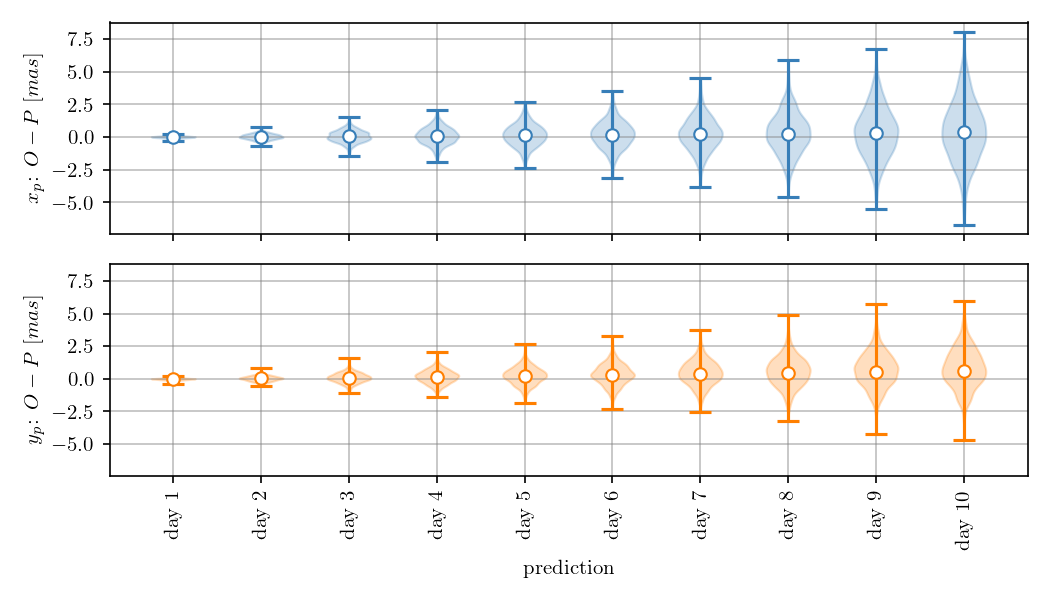 x_p: O − P [mas]
7.5
5.0
2.5
0.0
−2.5
−5.0
y_p: O − P [mas]
7.5
5.0
2.5
0.0
−2.5
−5.0
day 1
day 2
day 3
day 4
day 5
day 6
day 7
day 8
day 9
day 10
prediction